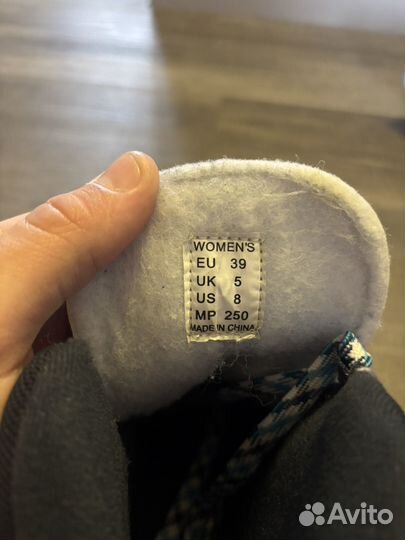 WOMEN'S
EU 39
UK 5
US 8
MP 250
MADE IN CHINA
Avito